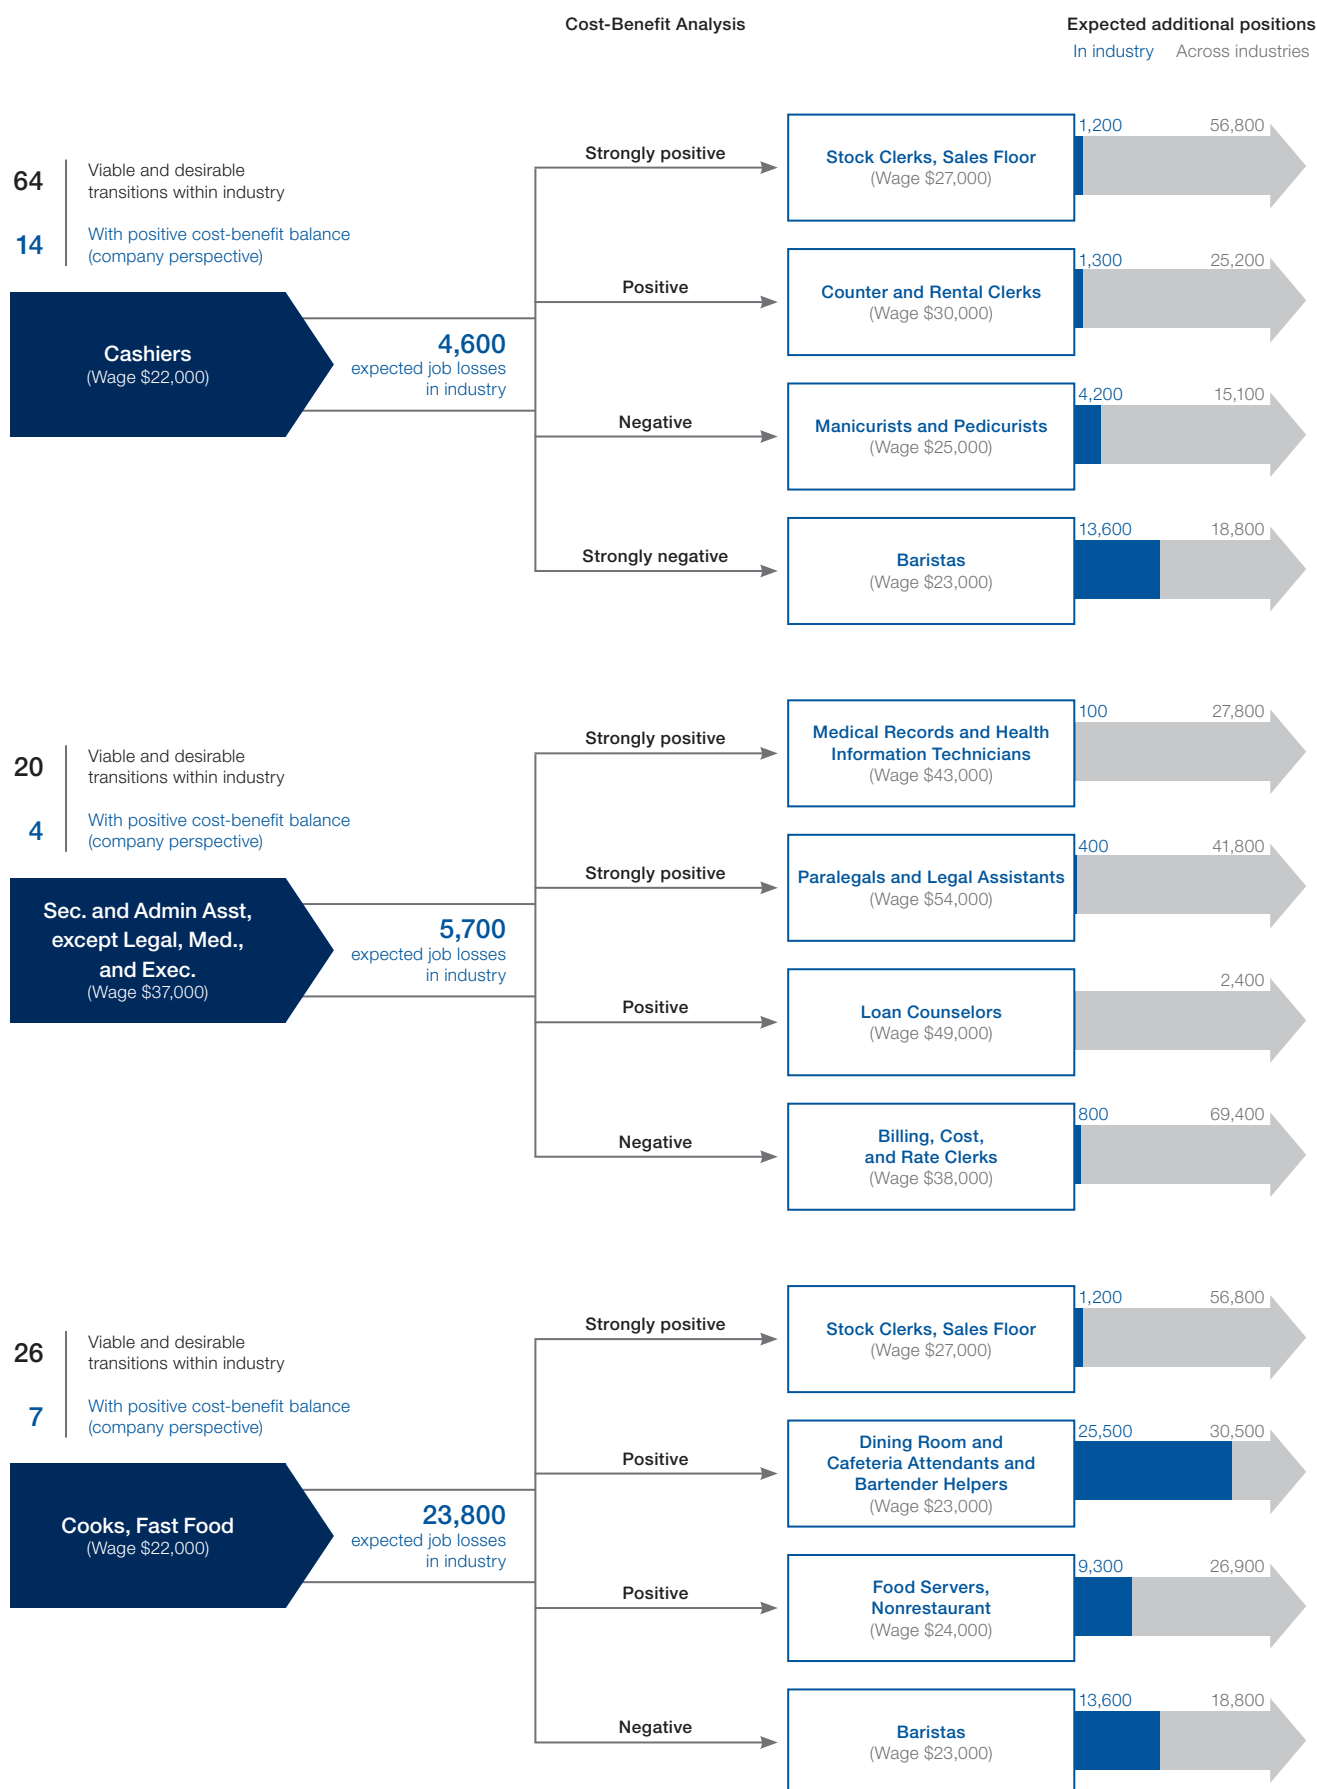 Cost-Benefit Analysis
Expected additional positions
In industry Across industries
64
Viable and desirable
transitions within industry
14
With positive cost-benefit balance
(company perspective)
Cashiers
(Wage $22,000)
4,600
expected job losses
in industry
Strongly positive
Stock Clerks, Sales Floor
(Wage $27,000)
1,200
56,800
Positive
Counter and Rental Clerks
(Wage $30,000)
1,300
25,200
Negative
Manicurists and Pedicurists
(Wage $25,000)
4,200
15,100
Strongly negative
Baristas
(Wage $23,000)
13,600
18,800
20
Viable and desirable
transitions within industry
4
With positive cost-benefit balance
(company perspective)
Sec. and Admin Asst,
except Legal, Med.,
and Exec.
(Wage $37,000)
5,700
expected job losses
in industry
Strongly positive
Medical Records and Health
Information Technicians
(Wage $43,000)
100
27,800
Strongly positive
Paralegals and Legal Assistants
(Wage $54,000)
400
41,800
Positive
Loan Counselors
(Wage $49,000)
2,400
Negative
Billing, Cost,
and Rate Clerks
(Wage $38,000)
800
69,400
26
Viable and desirable
transitions within industry
7
With positive cost-benefit balance
(company perspective)
Cooks, Fast Food
(Wage $22,000)
23,800
expected job losses
in industry
Strongly positive
Stock Clerks, Sales Floor
(Wage $27,000)
1,200
56,800
Positive
Dining Room and
Cafeteria Attendants and
Bartender Helpers
(Wage $23,000)
25,500
30,500
Positive
Food Servers,
Nonrestaurant
(Wage $24,000)
9,300
26,900
Negative
Baristas
(Wage $23,000)
13,600
18,800